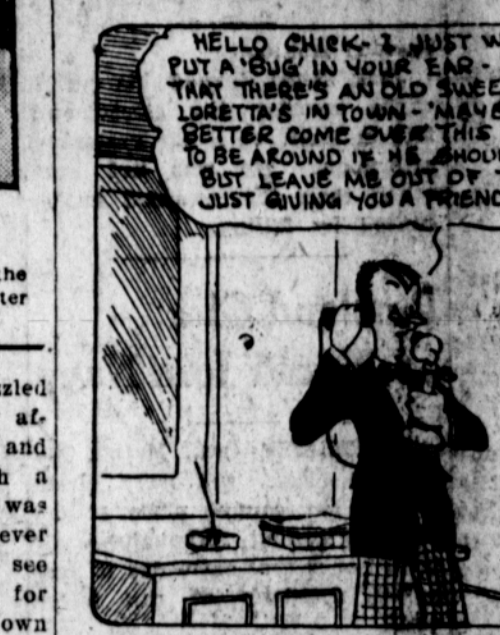 HELLO CHICK- I JUST W
PUT A 'BUG' IN YOUR EAR -
THAT THERE'S AN OLD SWEE
LORETTA'S IN TOWN - 'MAYBE
BETTER COME OVER THIS
TO BE AROUND IF HE SHOUL
BUT LEAVE ME OUT OF
JUST GIVING YOU A FRIEND
the
ter
zzled
af-
and
h a
was
ever
see
for
own